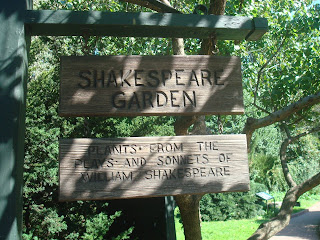 SHAKESPEARE
GARDEN
PLANTS FROM THE
PLAYS AND SONNETS OF
WILLIAM SHAKESPEARE